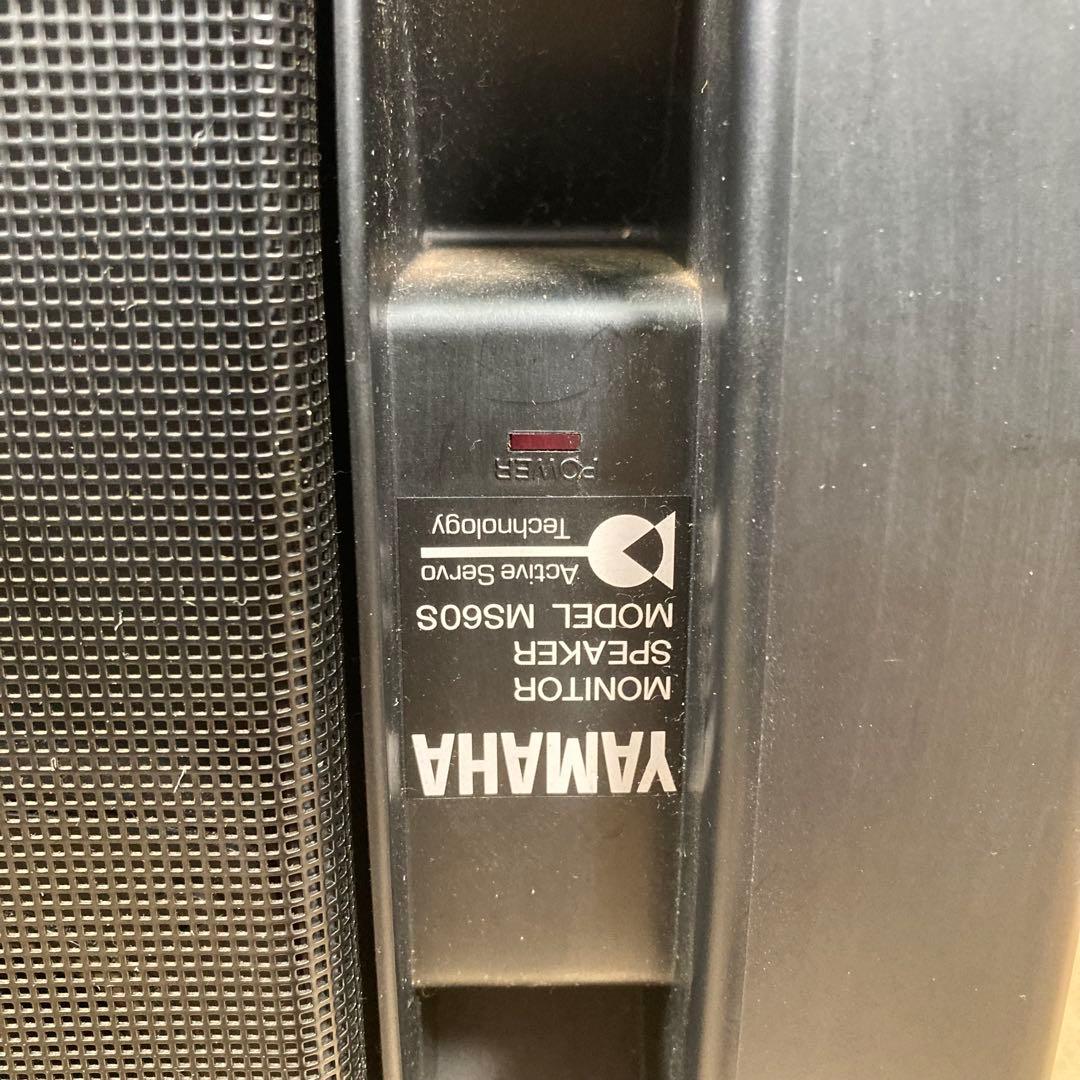 YAMAHA
MONITOR
SPEAKER
MODEL MS60S
Active Servo
Technology
POWER